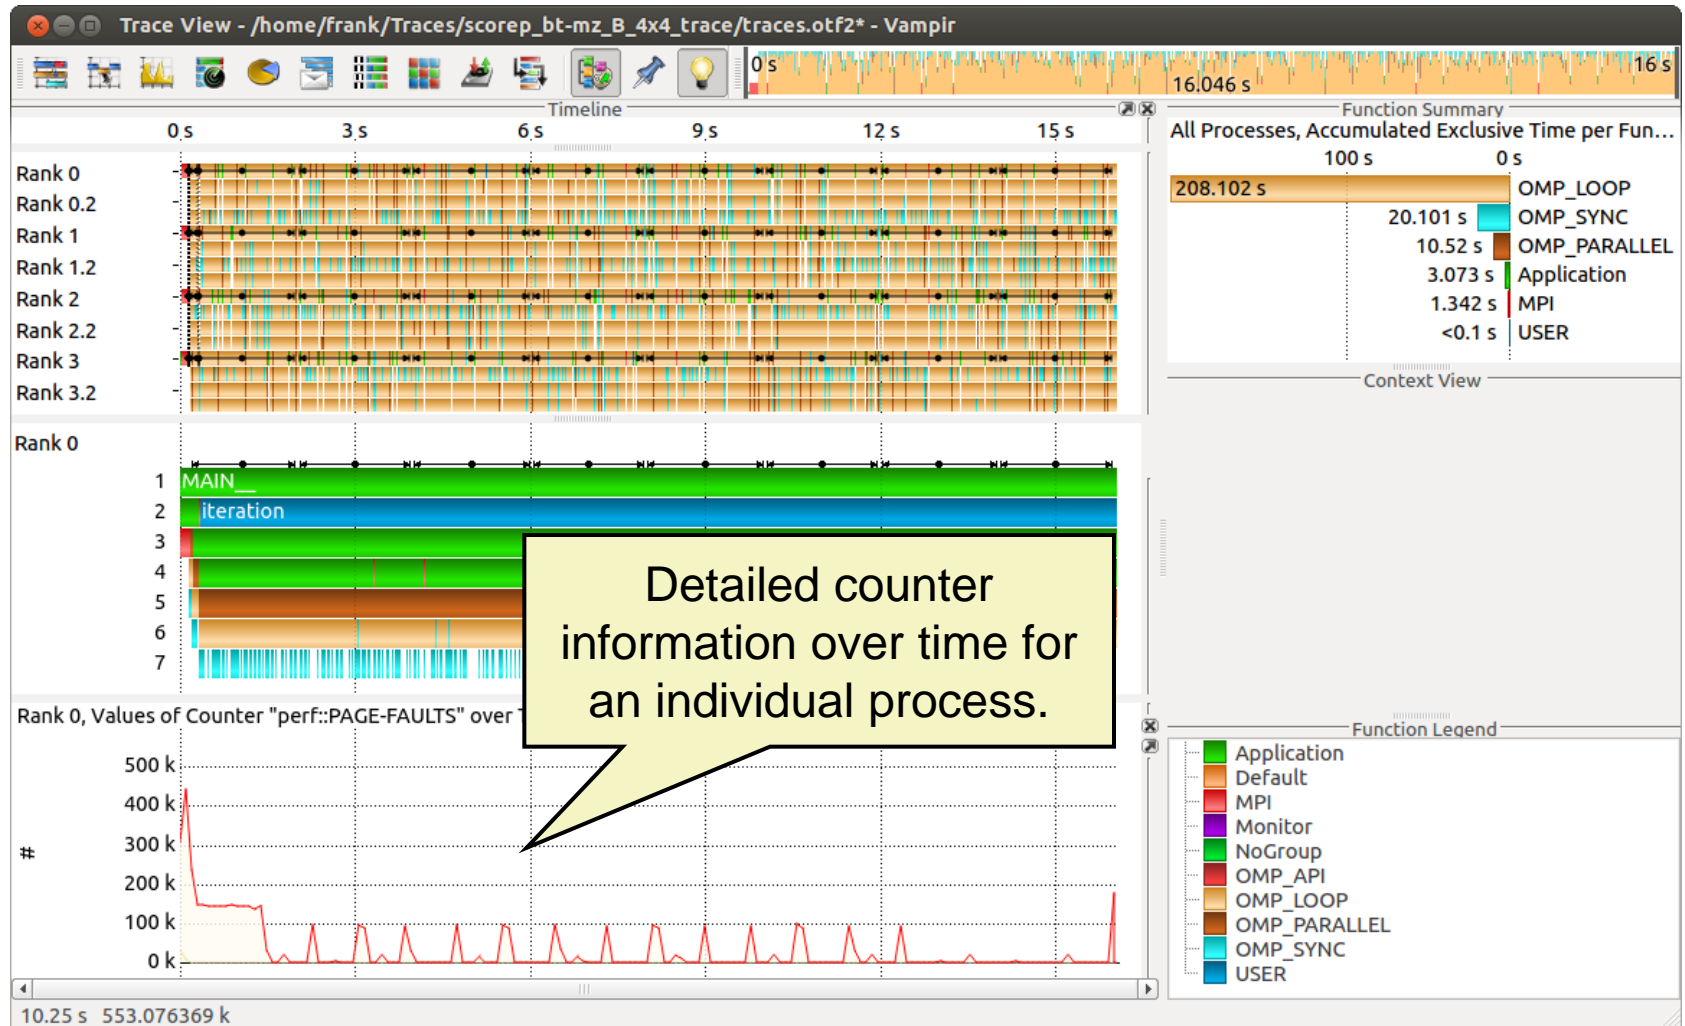 Trace View - /home/frank/Traces/scorep_bt-mz_B_4x4_trace/traces.otf2* - Vampir
0 s
16 s
16.046 s
Timeline
0 s 3 s 6 s 9 s 12 s 15 s
Rank 0
Rank 0.2
Rank 1
Rank 1.2
Rank 2
Rank 2.2
Rank 3
Rank 3.2
Rank 0
1 MAIN__
2 iteration
3
4
5
6
7
Detailed counter
information over time for
an individual process.
Rank 0, Values of Counter "perf::PAGE-FAULTS" over
500 k
400 k
300 k
200 k
100 k
0 k
#
10.25 s 553.076369 k
Function Summary
All Processes, Accumulated Exclusive Time per Fun...
100 s 0 s
208.102 s OMP_LOOP
20.101 s OMP_SYNC
10.52 s OMP_PARALLEL
3.073 s Application
1.342 s MPI
<0.1 s USER
Context View
Function Legend
Application
Default
MPI
Monitor
NoGroup
OMP_API
OMP_LOOP
OMP_PARALLEL
OMP_SYNC
USER